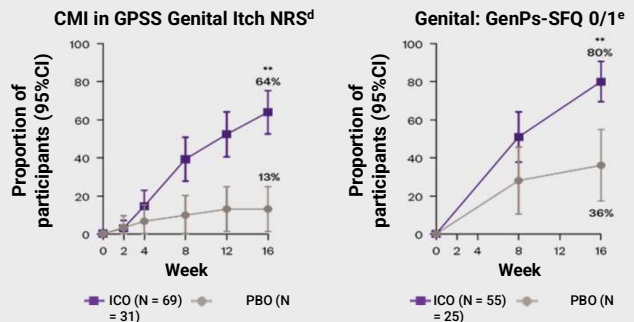 CMI in GPSS Genital Itch NRSᵈ
Proportion of
participants (95%CI)
100
80
60
40
20
0
**
64%
13%
0 2 4 8 12 16
Week
ICO (N = 69) PBO (N
= 31)
Genital: GenPs-SFQ 0/1ᵉ
Proportion of
participants (95%CI)
100
80
60
40
20
0
**
80%
36%
0 2 4 8 12 16
Week
ICO (N = 55) PBO (N
= 25)